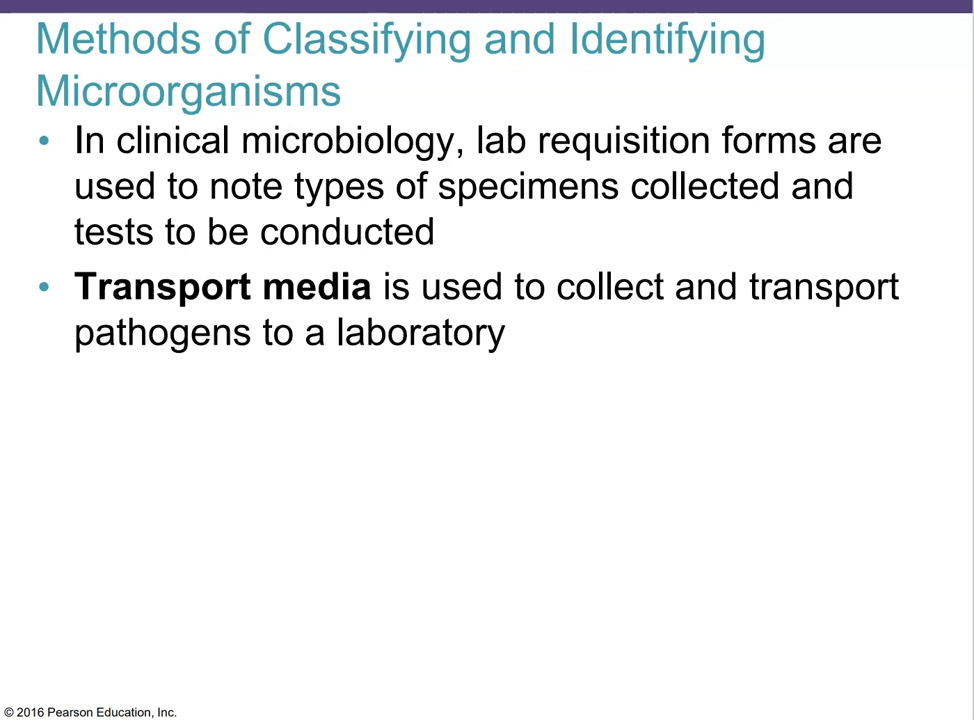 Methods of Classifying and Identifying
Microorganisms
• In clinical microbiology, lab requisition forms are
used to note types of specimens collected and
tests to be conducted
• Transport media is used to collect and transport
pathogens to a laboratory
© 2016 Pearson Education, Inc.